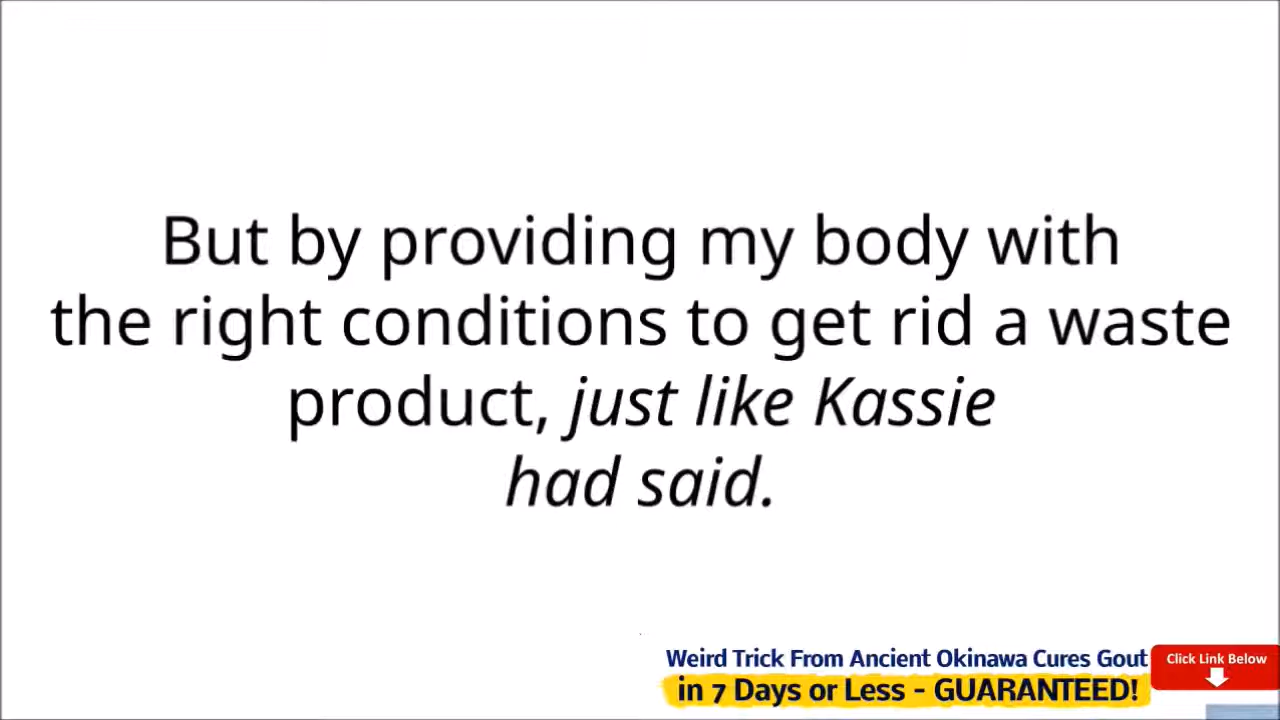 But by providing my body with
the right conditions to get rid a waste
product, just like Kassie
had said.
Weird Trick From Ancient Okinawa Cures Gout
in 7 Days or Less - GUARANTEED!
Click Link Below